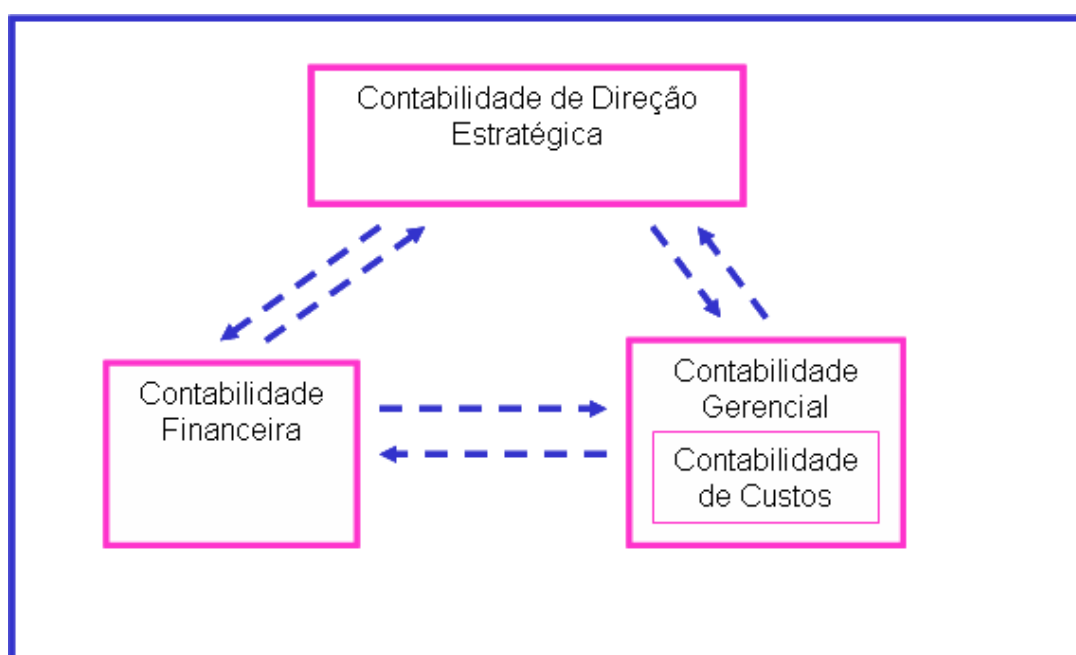 Contabilidade de Direção
Estratégica
Contabilidade
Financeira
Contabilidade
Gerencial
Contabilidade
de Custos